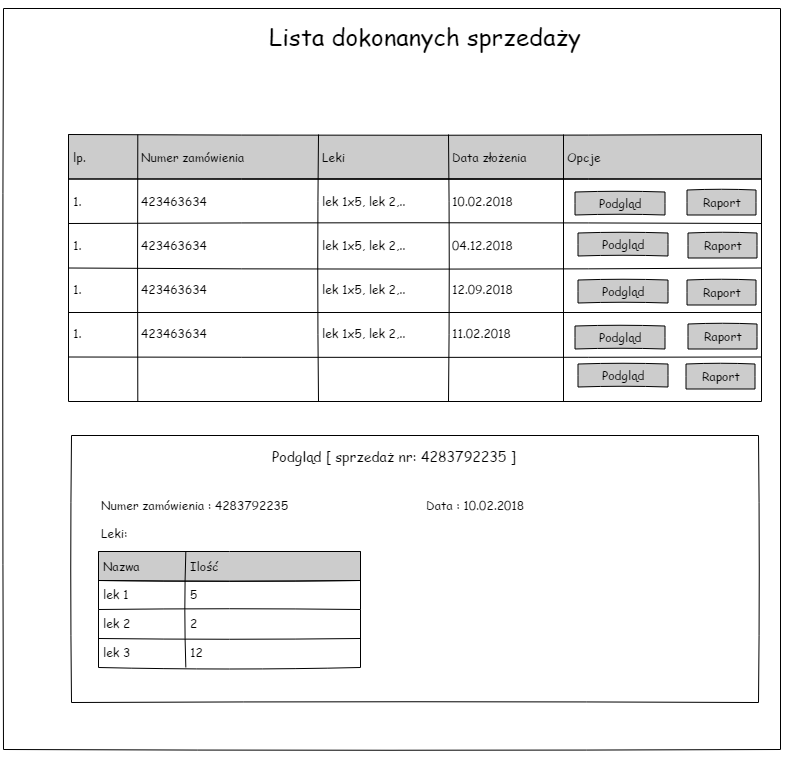 Lista dokonanych sprzedaży
lp. Numer zamówienia Leki Data złożenia Opcje
1. 423463634 lek 1x5, lek 2,.. 10.02.2018 Podgląd Raport
1. 423463634 lek 1x5, lek 2,.. 04.12.2018 Podgląd Raport
1. 423463634 lek 1x5, lek 2,.. 12.09.2018 Podgląd Raport
1. 423463634 lek 1x5, lek 2,.. 11.02.2018 Podgląd Raport
Podgląd Raport
Podgląd [ sprzedaż nr: 4283792235 ]
Numer zamówienia : 4283792235 Data : 10.02.2018
Leki:
Nazwa Ilość
lek 1 5
lek 2 2
lek 3 12